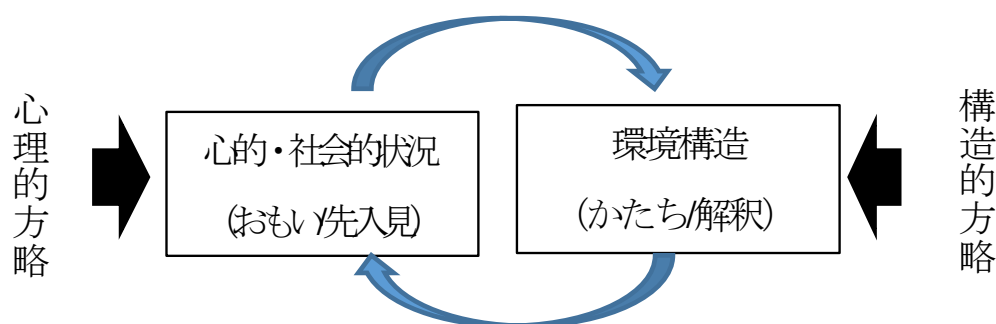 心理的方略
心的・社会的状況
(おもい/先入見)
環境構造
(かたち/解釈)
構造的方略